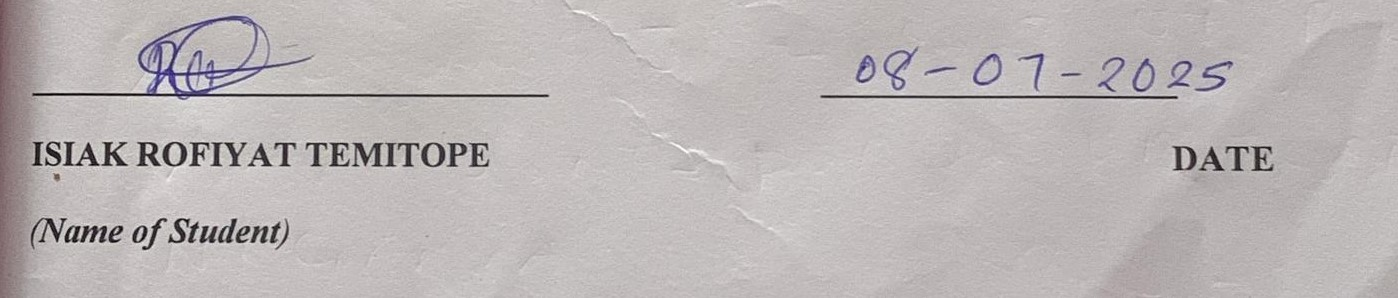 08-07-2025
ISIAK ROFIYAT TEMITOPE
DATE
(Name of Student)